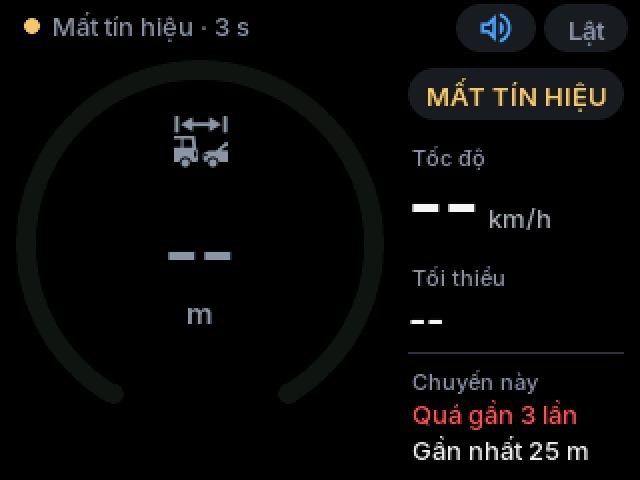 Mất tín hiệu · 3 s
Lật
MẤT TÍN HIỆU
Tốc độ
-- km/h
Tối thiểu
--
-- 
m
Chuyến này
Quá gần 3 lần
Gần nhất 25 m